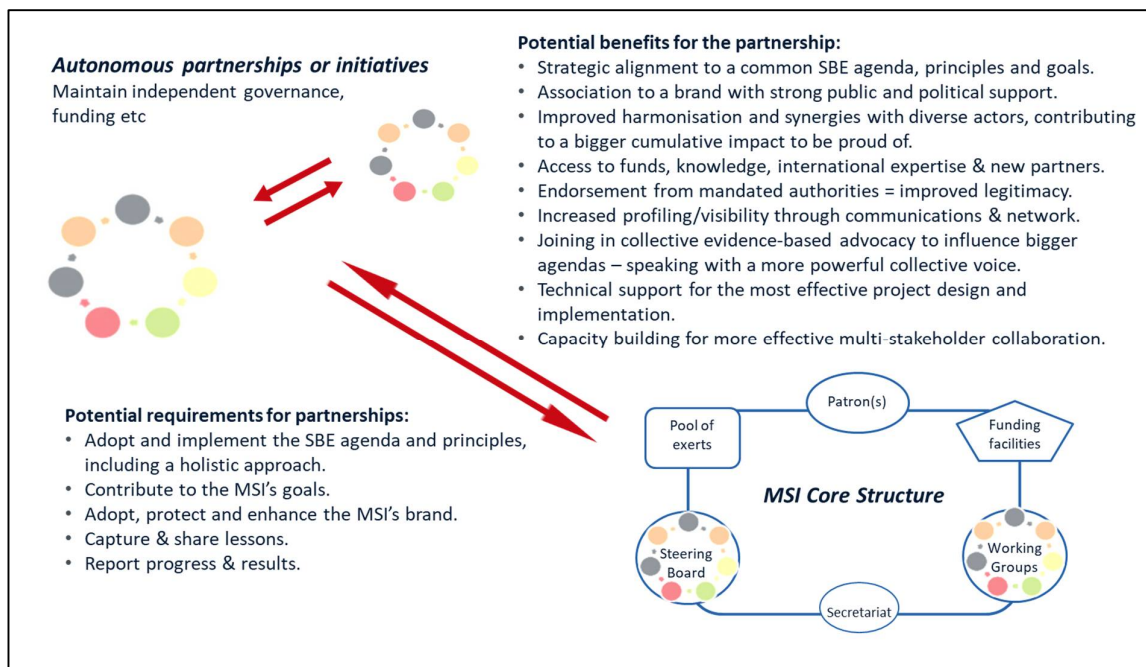 Autonomous partnerships or initiatives
Maintain independent governance,
funding etc
Potential benefits for the partnership:
• Strategic alignment to a common SBE agenda, principles and goals.
• Association to a brand with strong public and political support.
• Improved harmonisation and synergies with diverse actors, contributing
to a bigger cumulative impact to be proud of.
• Access to funds, knowledge, international expertise & new partners.
• Endorsement from mandated authorities = improved legitimacy.
• Increased profiling/visibility through communications & network.
• Joining in collective evidence-based advocacy to influence bigger
agendas – speaking with a more powerful collective voice.
• Technical support for the most effective project design and
implementation.
• Capacity building for more effective multi-stakeholder collaboration.
Potential requirements for partnerships:
• Adopt and implement the SBE agenda and principles,
including a holistic approach.
• Contribute to the MSI's goals.
• Adopt, protect and enhance the MSI's brand.
• Capture & share lessons.
• Report progress & results.
Patron(s)
Pool of
exerts
Funding
facilities
MSI Core Structure
Steering
Board
Working
Groups
Secretariat